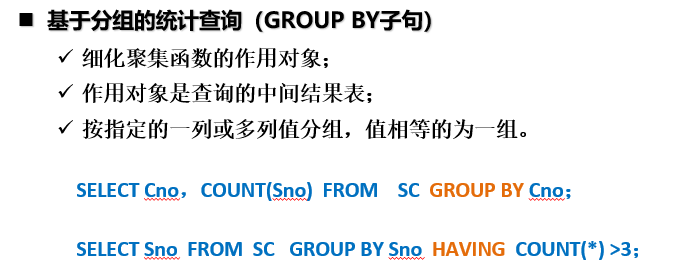 ■ 基于分组的统计查询（GROUP BY子句）
✓ 细化聚集函数的作用对象；
✓ 作用对象是查询的中间结果表；
✓ 按指定的一列或多列值分组，值相等的为一组。
SELECT Cno，COUNT(Sno) FROM SC GROUP BY Cno；
SELECT Sno FROM SC GROUP BY Sno HAVING COUNT(*) >3；